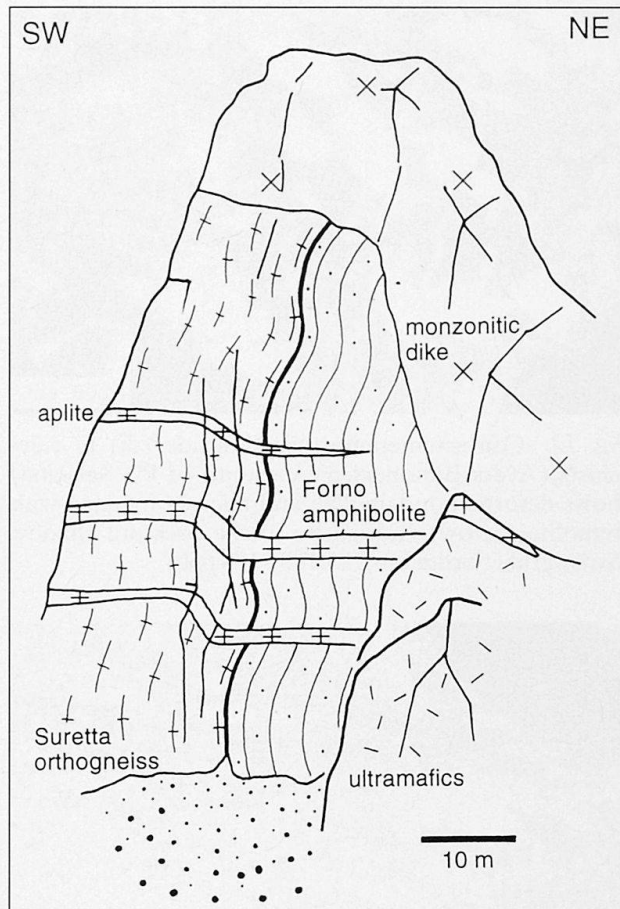 SW
NE
monzonitic
dike
aplite
Forno
amphibolite
Suretta
orthogneiss
ultramafics
10 m